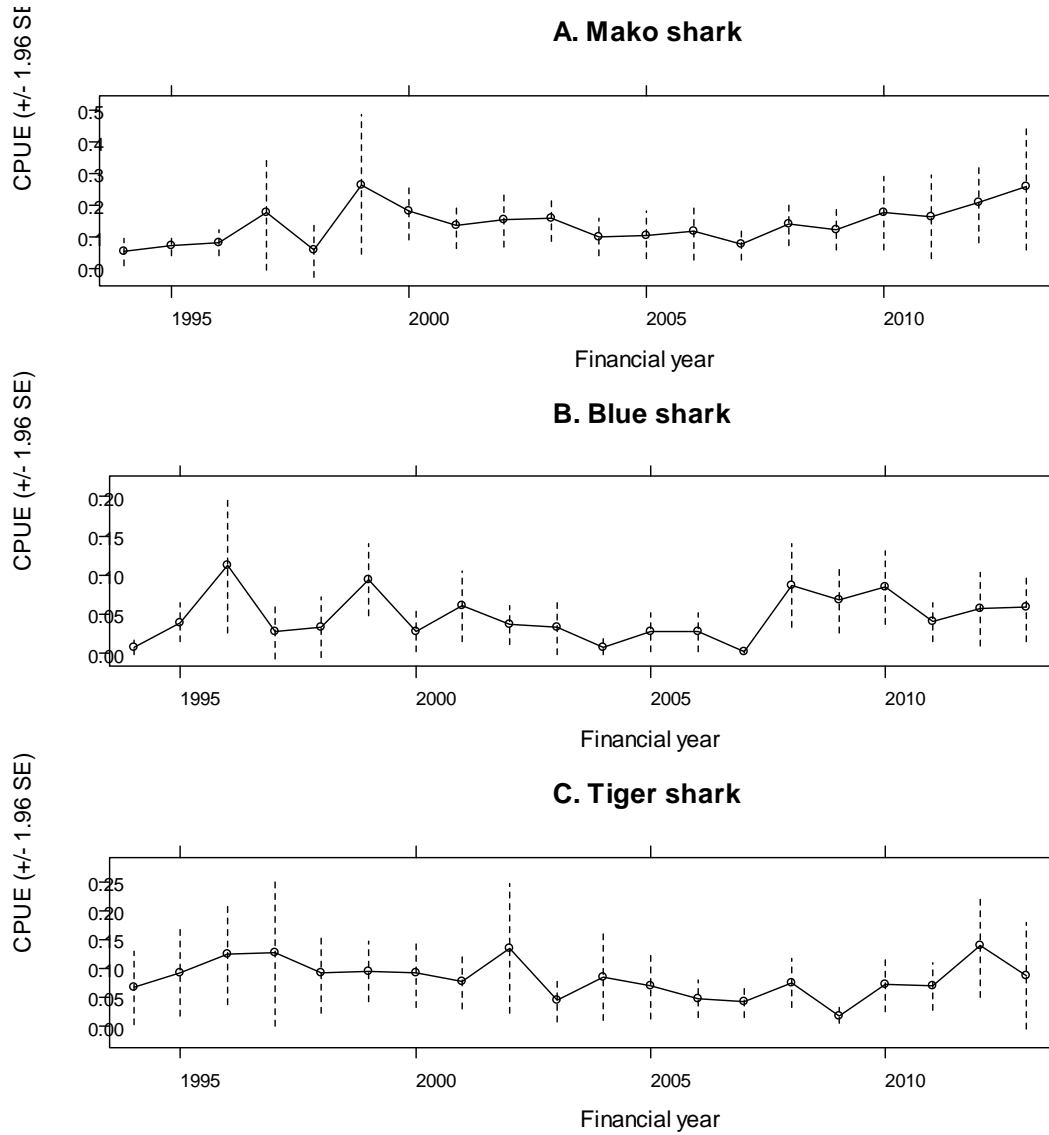 A. Mako shark
CPUE (+/- 1.96 SE
0.5
0.4
0.3
0.2
0.1
0.0
1995 2000 2005 2010
Financial year
B. Blue shark
CPUE (+/- 1.96 SE)
0.20
0.15
0.10
0.05
0.00
1995 2000 2005 2010
Financial year
C. Tiger shark
CPUE (+/- 1.96 SE)
0.25
0.20
0.15
0.10
0.05
0.00
1995 2000 2005 2010
Financial year